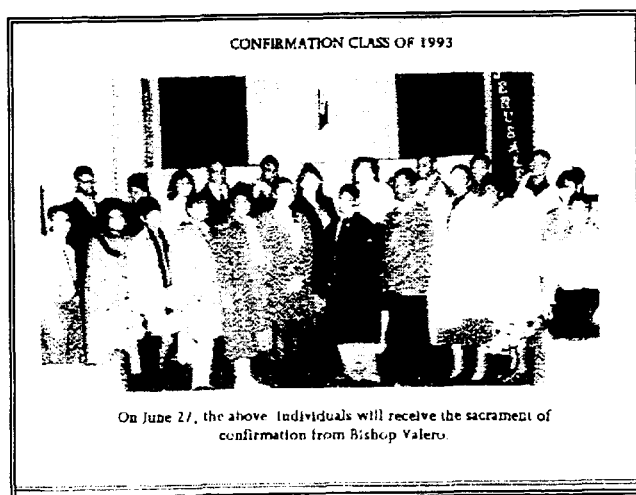 CONFIRMATION CLASS OF 1993
ERUSAL
On June 27, the above individuals will receive the sacrament of
confirmation from Bishop Valero.